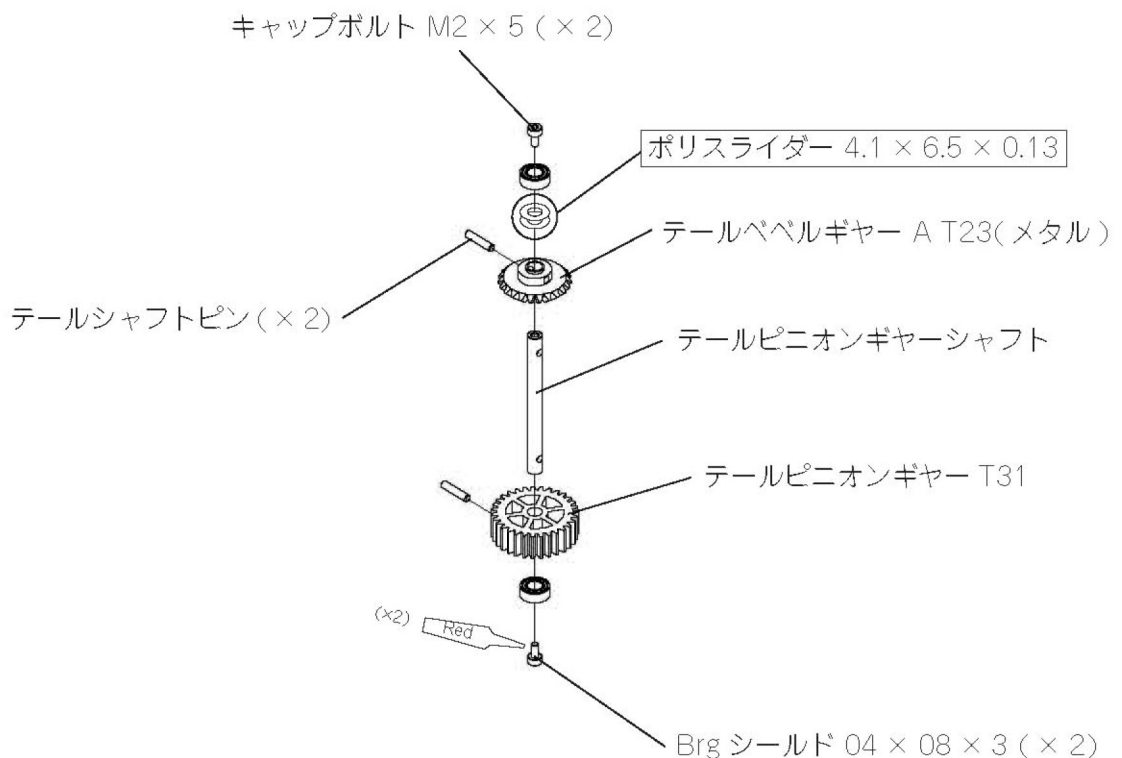 キャップボルト M2 × 5 ( × 2)
ポリスライダー 4.1 × 6.5 × 0.13
テールベベルギヤー A T23(メタル)
テールシャフトピン(× 2)
テールピニオンギヤーシャフト
テールピニオンギヤー T31
(×2)
Red
Brg シールド 04 × 08 × 3 ( × 2)